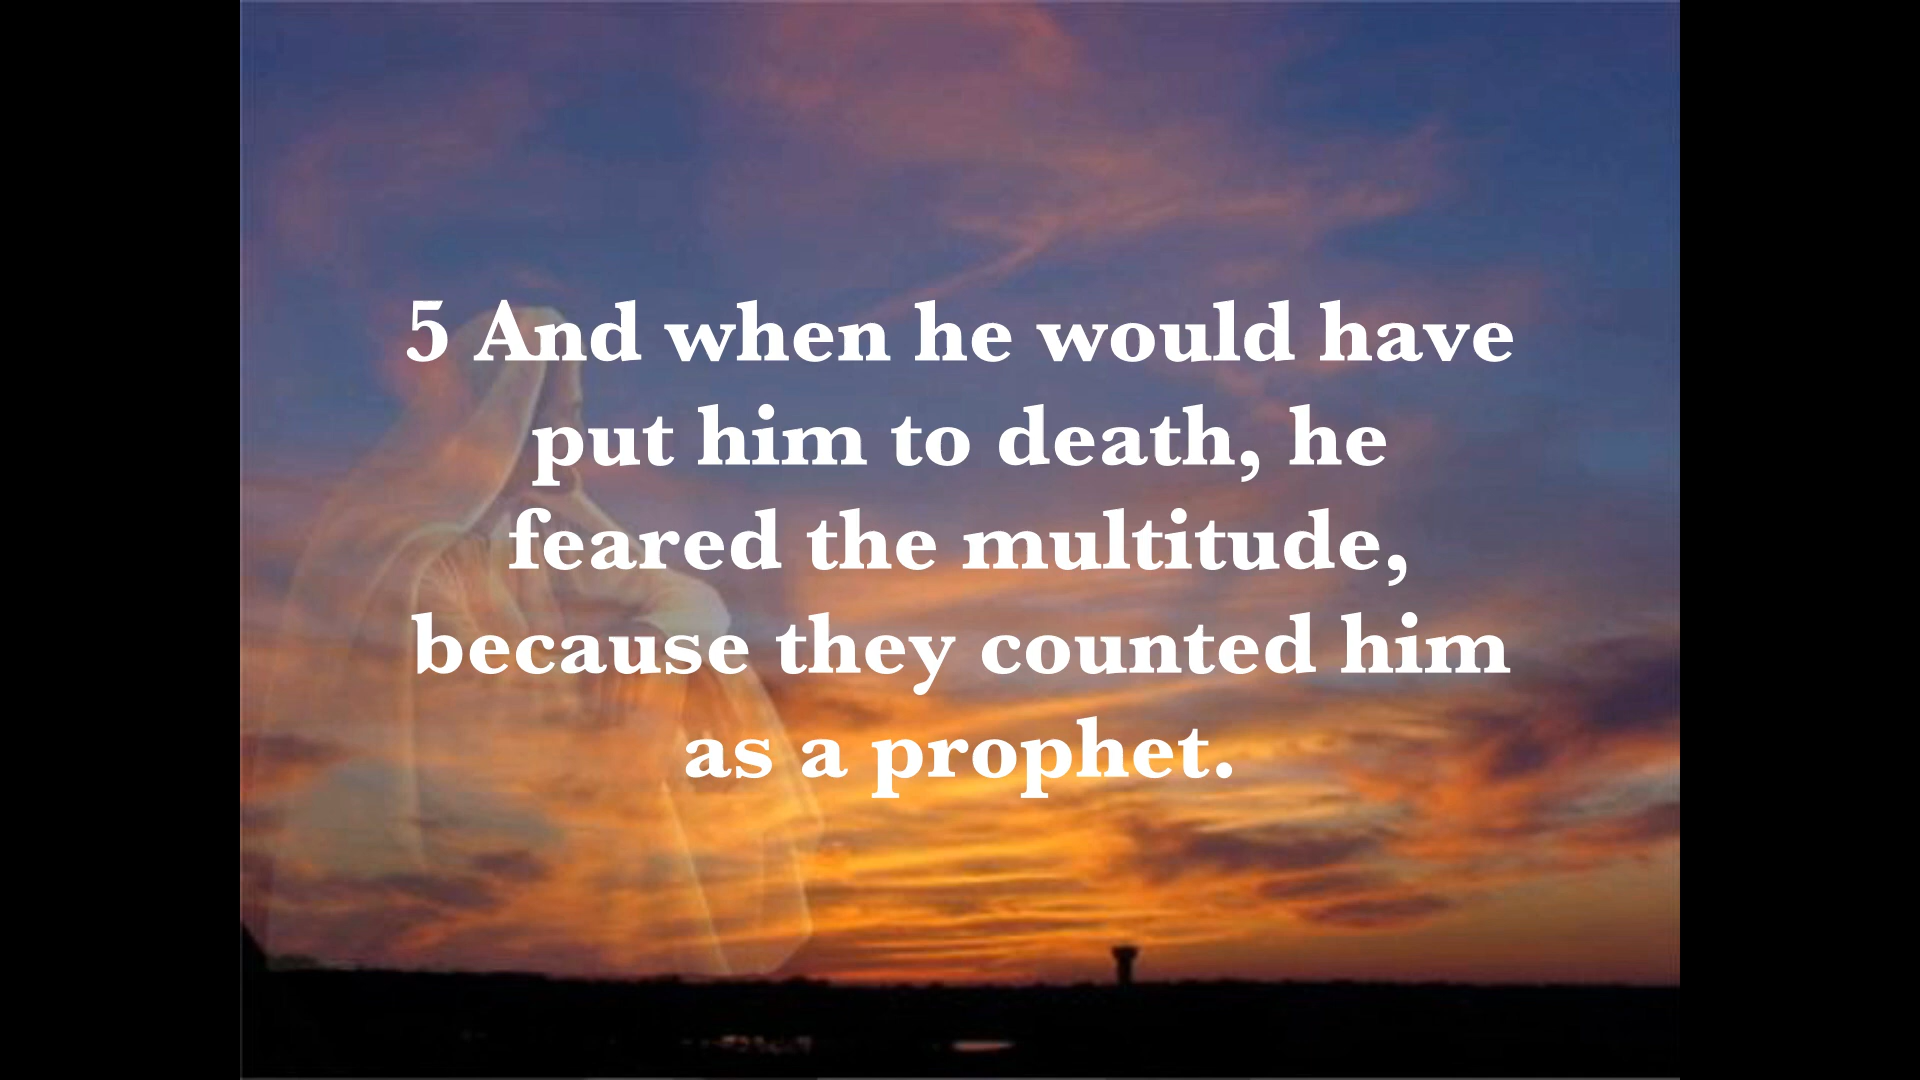 5 And when he would have
put him to death, he
feared the multitude,
because they counted him
as a prophet.